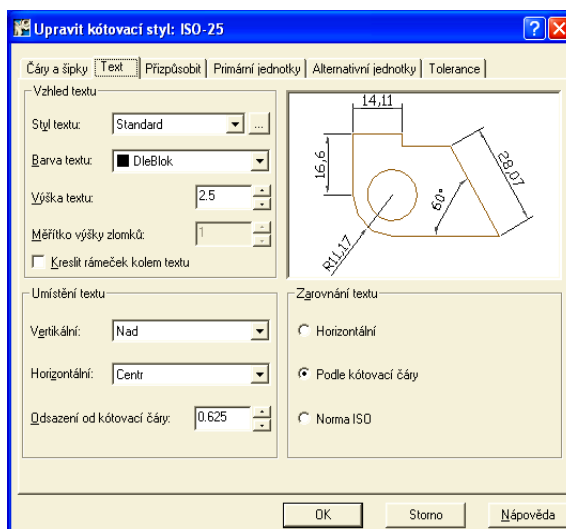 Upravit kótovací styl: ISO-25
Čáry a šipky Text Přizpůsobit Primární jednotky Alternativní jednotky Tolerance
Vzhled textu
Styl textu: Standard ...
Barva textu: DleBlok
Výška textu: 2.5
Měřítko výšky zlomků: 1
Kreslit rámeček kolem textu
14,11
16,6
28,07
60°
R11,17
Umístění textu
Vertikální: Nad
Horizontální: Centr
Odsazení od kótovací čáry: 0.625
Zarovnání textu
Horizontální
Podle kótovací čáry
Norma ISO
OK Storno Nápověda